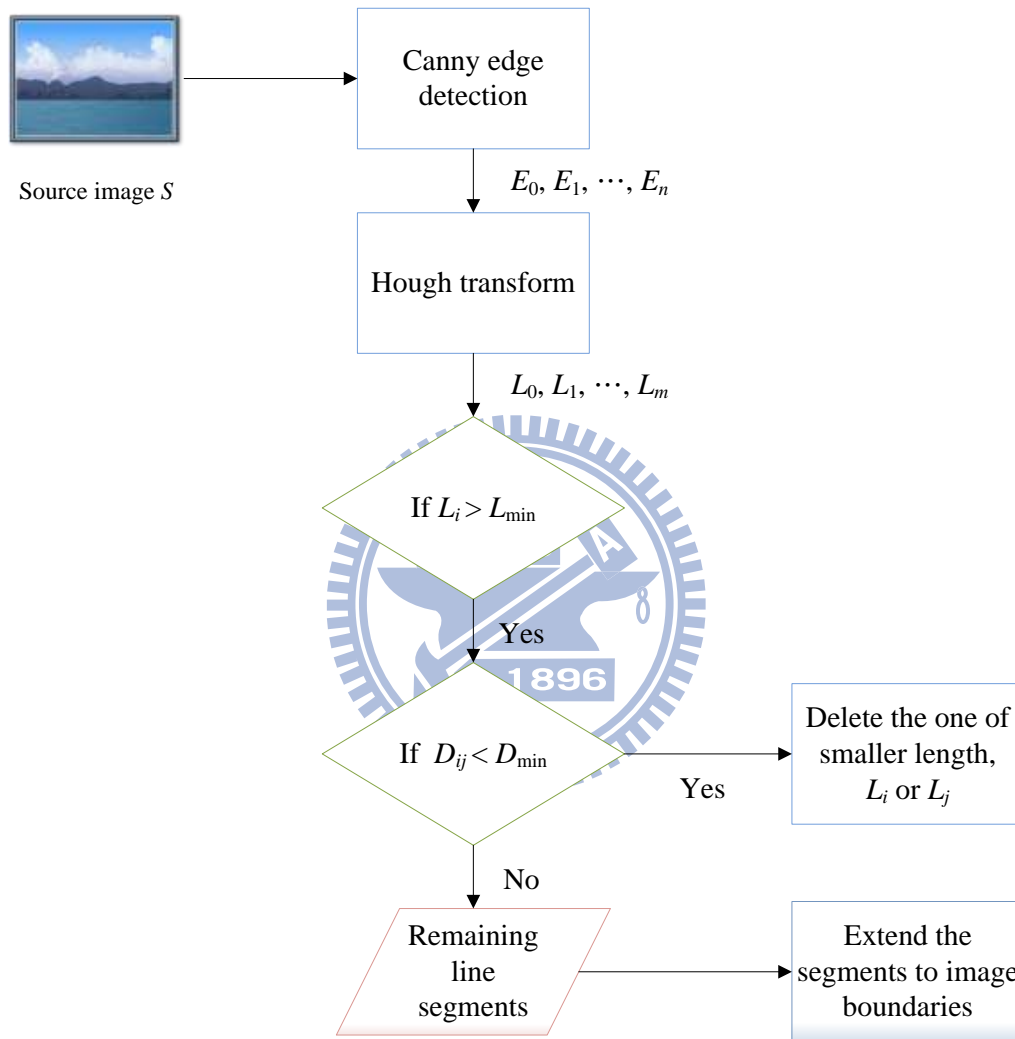 Canny edge
detection
Source image S
E₀, E₁, ⋯, Eₙ
Hough transform
L₀, L₁, ⋯, Lₘ
If Lᵢ > Lmin
A
Yes
1896
If Dij < Dmin
Yes
Delete the one of
smaller length,
Lᵢ or Lⱼ
No
Remaining
line
segments
Extend the
segments to image
boundaries